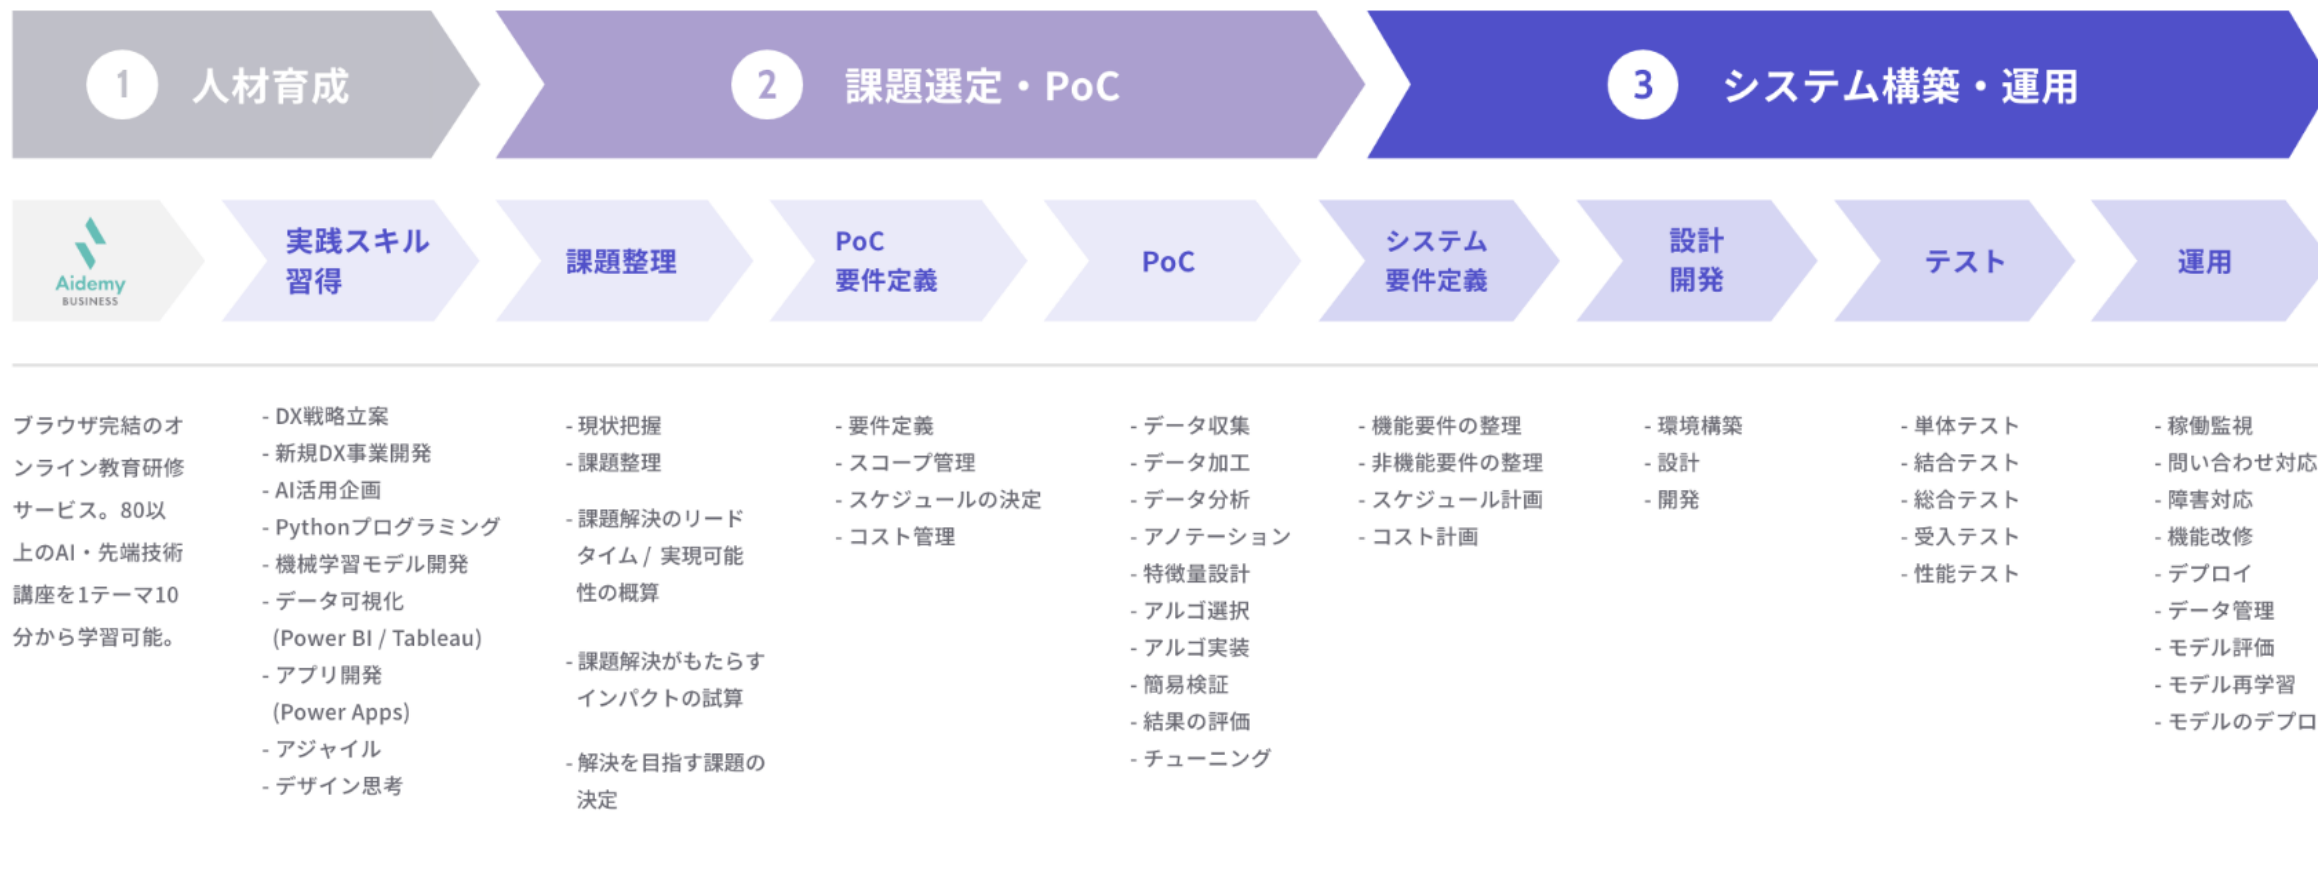 1 人材育成
2 課題選定・PoC
3 システム構築・運用
Aidemy
BUSINESS
実践スキル
習得
課題整理
PoC
要件定義
PoC
システム
要件定義
設計
開発
テスト
運用
ブラウザ完結のオ
ンライン教育研修
サービス。80以
上のAI・先端技術
講座を1テーマ10
分から学習可能。
- DX戦略立案
- 新規DX事業開発
- AI活用企画
- Pythonプログラミング
- 機械学習モデル開発
- データ可視化
(Power BI / Tableau)
- アプリ開発
(Power Apps)
- アジャイル
- デザイン思考
- 現状把握
- 課題整理
- 課題解決のリード
タイム / 実現可能
性の概算
- 課題解決がもたらす
インパクトの試算
- 解決を目指す課題の
決定
- 要件定義
- スコープ管理
- スケジュールの決定
- コスト管理
- データ収集
- データ加工
- データ分析
- アノテーション
- 特徴量設計
- アルゴ選択
- アルゴ実装
- 簡易検証
- 結果の評価
- チューニング
- 機能要件の整理
- 非機能要件の整理
- スケジュール計画
- コスト計画
- 環境構築
- 設計
- 開発
- 単体テスト
- 結合テスト
- 総合テスト
- 受入テスト
- 性能テスト
- 稼働監視
- 問い合わせ対応
- 障害対応
- 機能改修
- デプロイ
- データ管理
- モデル評価
- モデル再学習
- モデルのデプロ